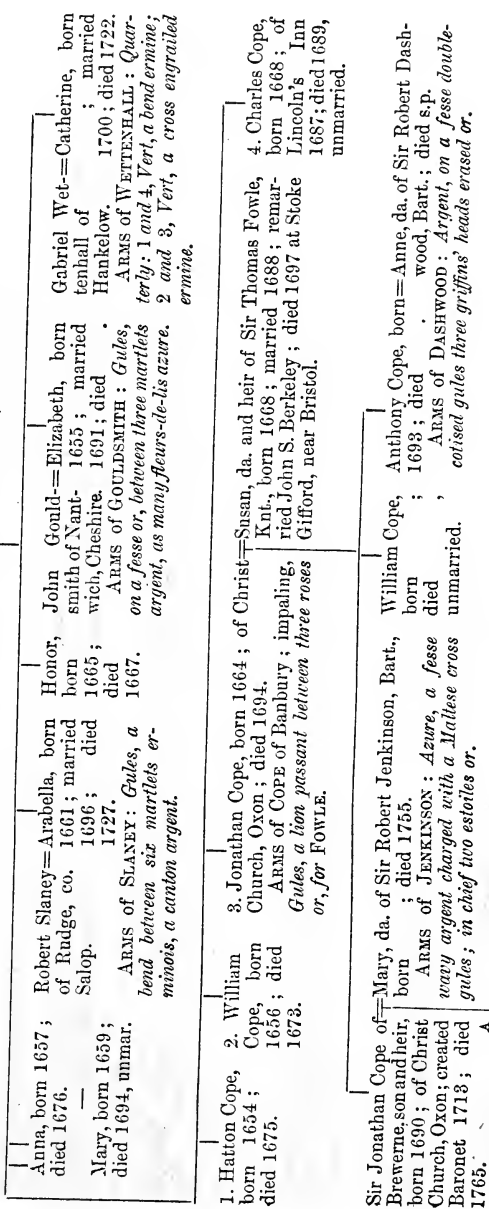 Anna, born 1657;
died 1676.
—
Mary, born 1659;
died 1694, unmar.
Robert Slaney=Arabella, born
of Rudge, co. 1661; married
Salop. 1696; died
1727.
ARMS of SLANEY: Gules, a
bend between six martlets er-
minois, a canton argent.
Honor,
born
1665;
died
1667.
John Gould-=Elizabeth, born
smith of Nant- 1655; married
wich, Cheshire. 1691; died .
ARMS of GOULDSMITH: Gules,
on a fesse or, between three martlets
argent, as many fleurs-de-lis azure.
Gabriel Wet-=Catherine, born
tenhall of ; married
Hankelow. 1700; died 1722.
ARMS of WETTENHALL: Quar-
terly: 1 and 4, Vert, a bend ermine;
2 and 3, Vert, a cross engrailed
ermine.
1. Hatton Cope,
born 1654;
died 1675.
2. William
Cope, born
1656; died
1673.
3. Jonathan Cope, born 1664; of Christ=Susan, da. and heir of Sir Thomas Fowle,
Church, Oxon; died 1694. Knt., born 1668; married 1688; remar-
ARMS of COPE of Banbury; impaling, ried John S. Berkeley; died 1697 at Stoke
Gules, a lion passant between three roses Gifford, near Bristol.
or, for FOWLE.
4. Charles Cope,
born 1668; of
Lincoln's Inn
1687; died 1689,
unmarried.
Sir Jonathan Cope of=Mary, da. of Sir Robert Jenkinson, Bart.,
Brewerne, son and heir, born ; died 1755.
born 1690; of Christ ARMS of JENKINSON: Azure, a fesse
Church, Oxon; created wavy argent charged with a Maltese cross
Baronet 1713; died gules; in chief two estoiles or.
1765.
A
William Cope,
born ;
died ,
unmarried.
Anthony Cope, born=Anne, da. of Sir Robert Dash-
1693; died . wood, Bart.; died s.p.
ARMS of DASHWOOD: Argent, on a fesse double-
cotised gules three griffins' heads erased or.